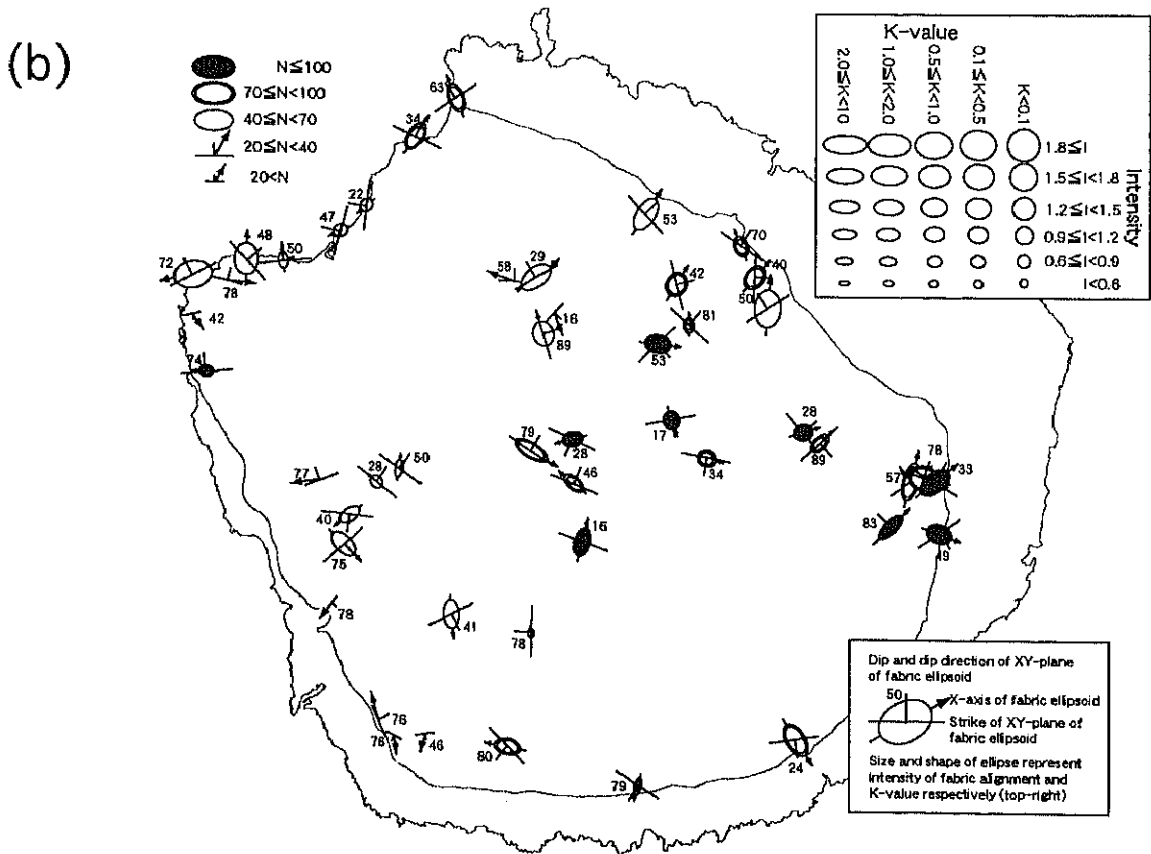 (b)
N≦100
70≦N<100
40≦N<70
20≦N<40
20<N
K-value
2.0≦K<10
1.0≦K<2.0
0.5≦K<1.0
0.1≦K<0.5
K<0.1
1.8≦I
1.5≦I<1.8
1.2≦I<1.5
0.9≦I<1.2
0.6≦I<0.9
I<0.6
Intensity
63
34
22
47
48
50
72
78
42
74
53
70
29
58
42
40
50
16
89
81
53
79
28
17
28
89
34
46
77
28
50
40
75
16
78
33
57
83
49
78
41
78
76
76
46
80
79
24
Dip and dip direction of XY-plane
of fabric ellipsoid
50
X-axis of fabric ellipsoid
Strike of XY-plane of
fabric ellipsoid
Size and shape of ellipse represent
intensity of fabric alignment and
K-value respectively (top-right)